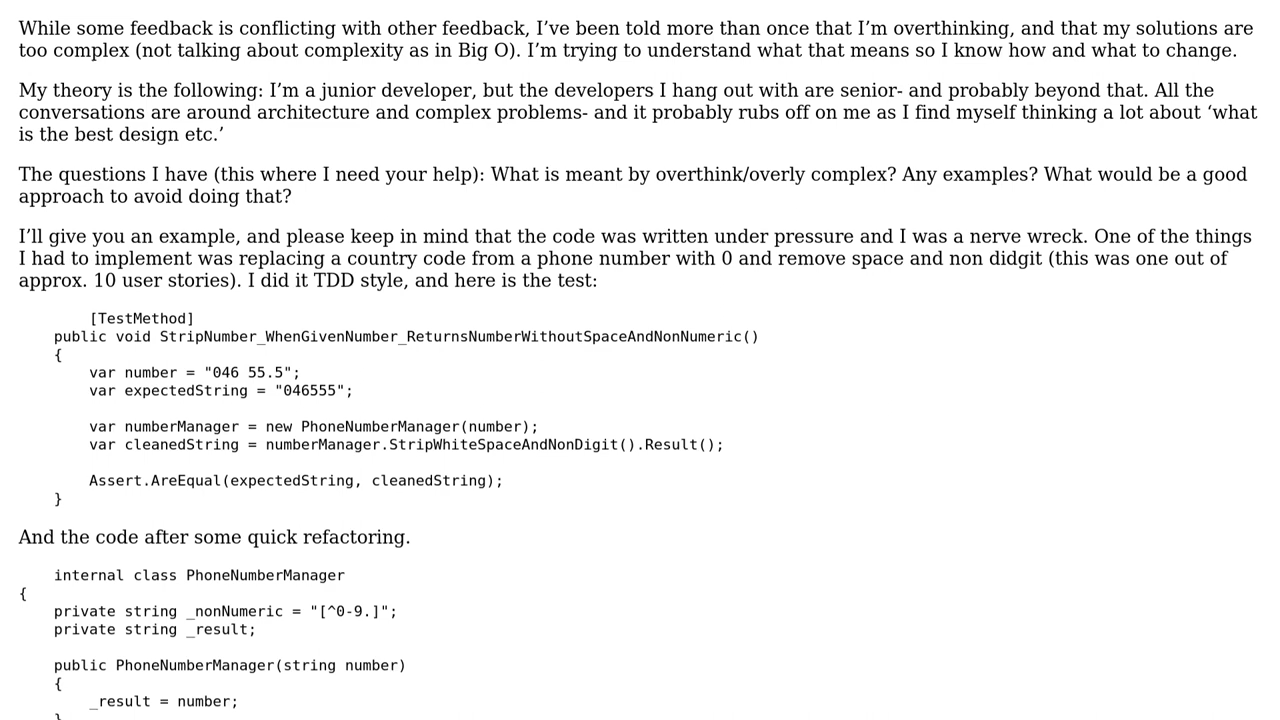 While some feedback is conflicting with other feedback, I’ve been told more than once that I’m overthinking, and that my solutions are
too complex (not talking about complexity as in Big O). I’m trying to understand what that means so I know how and what to change.
My theory is the following: I’m a junior developer, but the developers I hang out with are senior- and probably beyond that. All the
conversations are around architecture and complex problems- and it probably rubs off on me as I find myself thinking a lot about ‘what
is the best design etc.’
The questions I have (this where I need your help): What is meant by overthink/overly complex? Any examples? What would be a good
approach to avoid doing that?
I’ll give you an example, and please keep in mind that the code was written under pressure and I was a nerve wreck. One of the things
I had to implement was replacing a country code from a phone number with 0 and remove space and non didgit (this was one out of
approx. 10 user stories). I did it TDD style, and here is the test:
[TestMethod]
public void StripNumber_WhenGivenNumber_ReturnsNumberWithoutSpaceAndNonNumeric()
{
var number = "046 55.5";
var expectedString = "046555";
var numberManager = new PhoneNumberManager(number);
var cleanedString = numberManager.StripWhiteSpaceAndNonDigit().Result();
Assert.AreEqual(expectedString, cleanedString);
}
And the code after some quick refactoring.
internal class PhoneNumberManager
{
private string _nonNumeric = "[^0-9.]";
private string _result;
public PhoneNumberManager(string number)
{
_result = number;
}